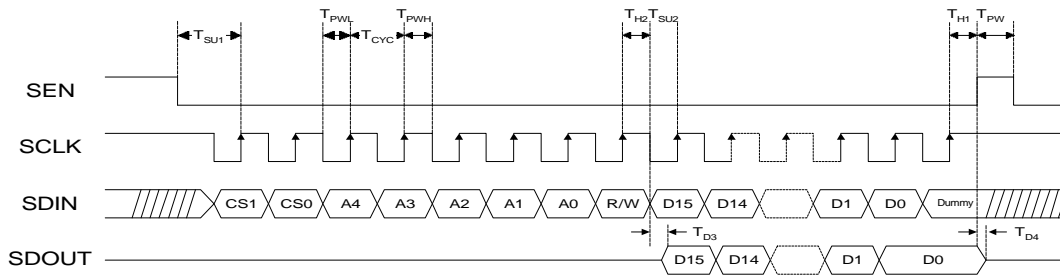 TPWL TPWH TH2 TSU2 TH1 TPW
TSU1 TCYC
SEN
SCLK
SDIN CS1 CS0 A4 A3 A2 A1 A0 R/W D15 D14 D1 D0 Dummy
TD3 TD4
SDOUT D15 D14 D1 D0